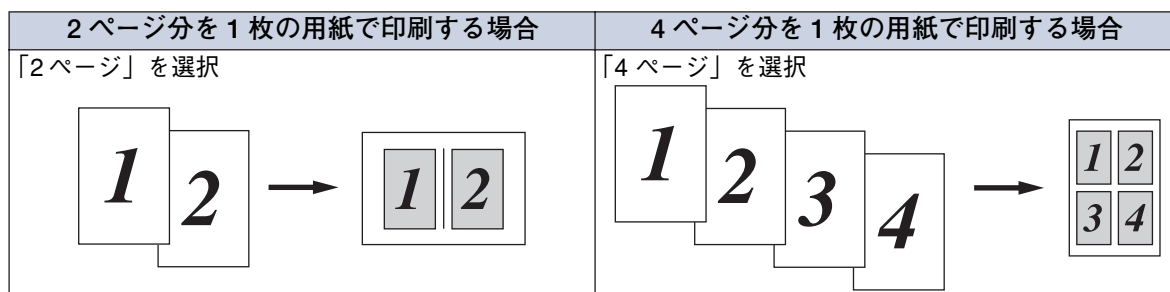 2 ページ分を 1 枚の用紙で印刷する場合
4 ページ分を 1 枚の用紙で印刷する場合
「2 ページ」を選択
「4 ページ」を選択
1
2
1 2
1
2
3
4
1 2
3 4